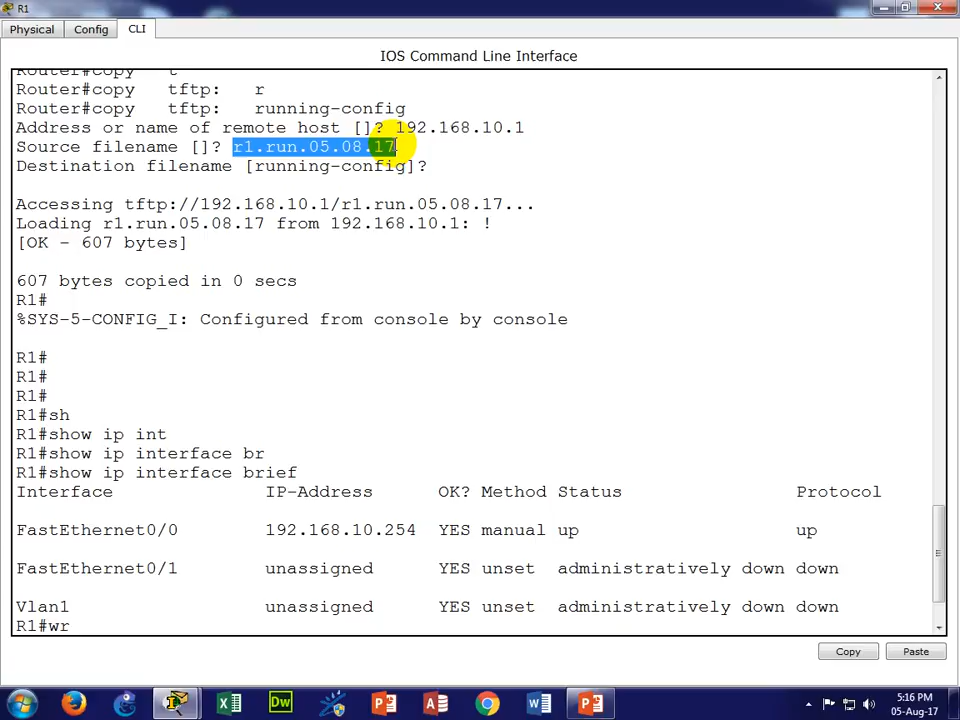 R1
Physical Config CLI
IOS Command Line Interface
Router#copy t
Router#copy tftp: r
Router#copy tftp: running-config
Address or name of remote host []? 192.168.10.1
Source filename []? r1.run.05.08.17
Destination filename [running-config]?
Accessing tftp://192.168.10.1/r1.run.05.08.17...
Loading r1.run.05.08.17 from 192.168.10.1: !
[OK - 607 bytes]
607 bytes copied in 0 secs
R1#
%SYS-5-CONFIG_I: Configured from console by console
R1#
R1#
R1#
R1#sh
R1#show ip int
R1#show ip interface br
R1#show ip interface brief
Interface IP-Address OK? Method Status Protocol
FastEthernet0/0 192.168.10.254 YES manual up up
FastEthernet0/1 unassigned YES unset administratively down down
Vlan1 unassigned YES unset administratively down down
R1#wr
Copy Paste
Dw
5:16 PM
05-Aug-17